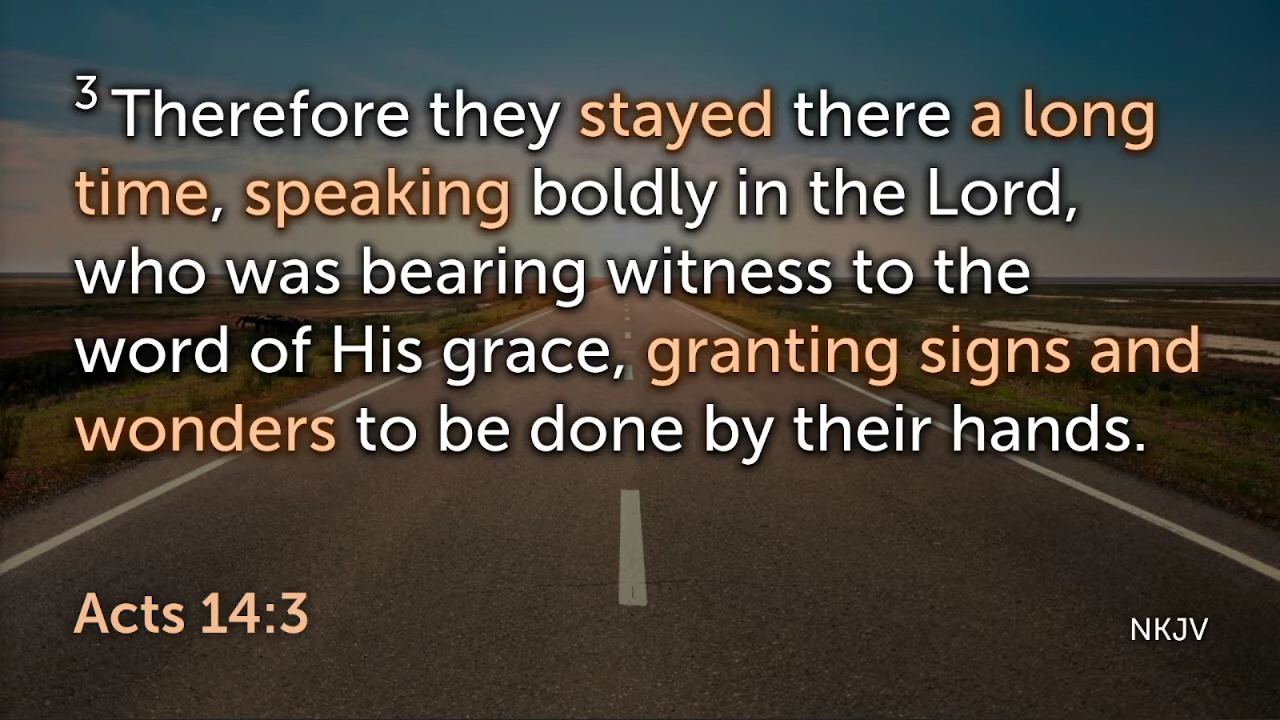 3 Therefore they stayed there a long
time, speaking boldly in the Lord,
who was bearing witness to the
word of His grace, granting signs and
wonders to be done by their hands.
Acts 14:3
NKJV